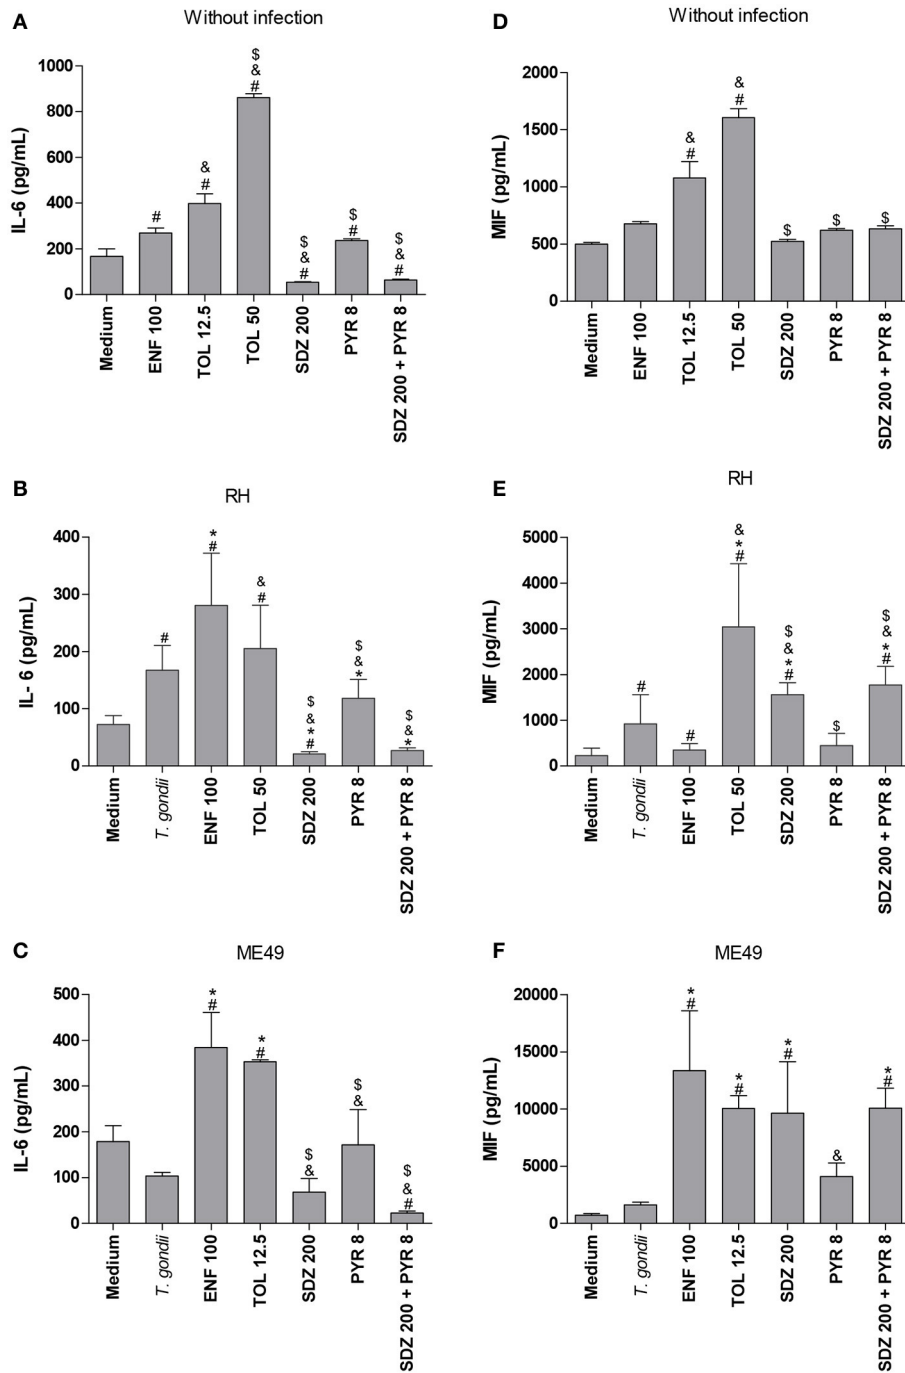 A
Without infection
IL-6 (pg/mL)
1000
800
600
400
200
0
#
&
#
$
&
#
$
&
#
$
#
$
&
#
Medium
ENF 100
TOL 12.5
TOL 50
SDZ 200
PYR 8
SDZ 200 + PYR 8
D
Without infection
MIF (pg/mL)
2000
1500
1000
500
0
&
#
&
#
$
$
$
Medium
ENF 100
TOL 12.5
TOL 50
SDZ 200
PYR 8
SDZ 200 + PYR 8
B
RH
IL- 6 (pg/mL)
400
300
200
100
0
#
*
#
&
#
$
&
*
#
$
&
*
$
&
*
Medium
T. gondii
ENF 100
TOL 50
SDZ 200
PYR 8
SDZ 200 + PYR 8
E
RH
MIF (pg/mL)
5000
4000
3000
2000
1000
0
#
#
&
*
#
$
&
*
#
$
$
&
*
#
Medium
T. gondii
ENF 100
TOL 50
SDZ 200
PYR 8
SDZ 200 + PYR 8
C
ME49
IL-6 (pg/mL)
500
400
300
200
100
0
*
#
*
#
$
&
$
&
$
&
#
Medium
T. gondii
ENF 100
TOL 12.5
SDZ 200
PYR 8
SDZ 200 + PYR 8
F
ME49
MIF (pg/mL)
20000
15000
10000
5000
0
*
#
*
#
*
#
&
*
#
Medium
T. gondii
ENF 100
TOL 12.5
SDZ 200
PYR 8
SDZ 200 + PYR 8